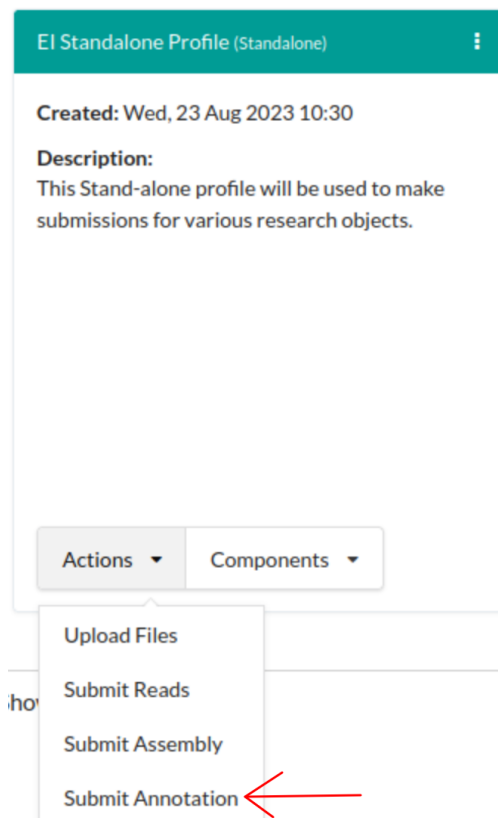 EI Standalone Profile (Standalone)
Created: Wed, 23 Aug 2023 10:30
Description:
This Stand-alone profile will be used to make
submissions for various research objects.
Actions
Components
Upload Files
Submit Reads
Submit Assembly
Submit Annotation